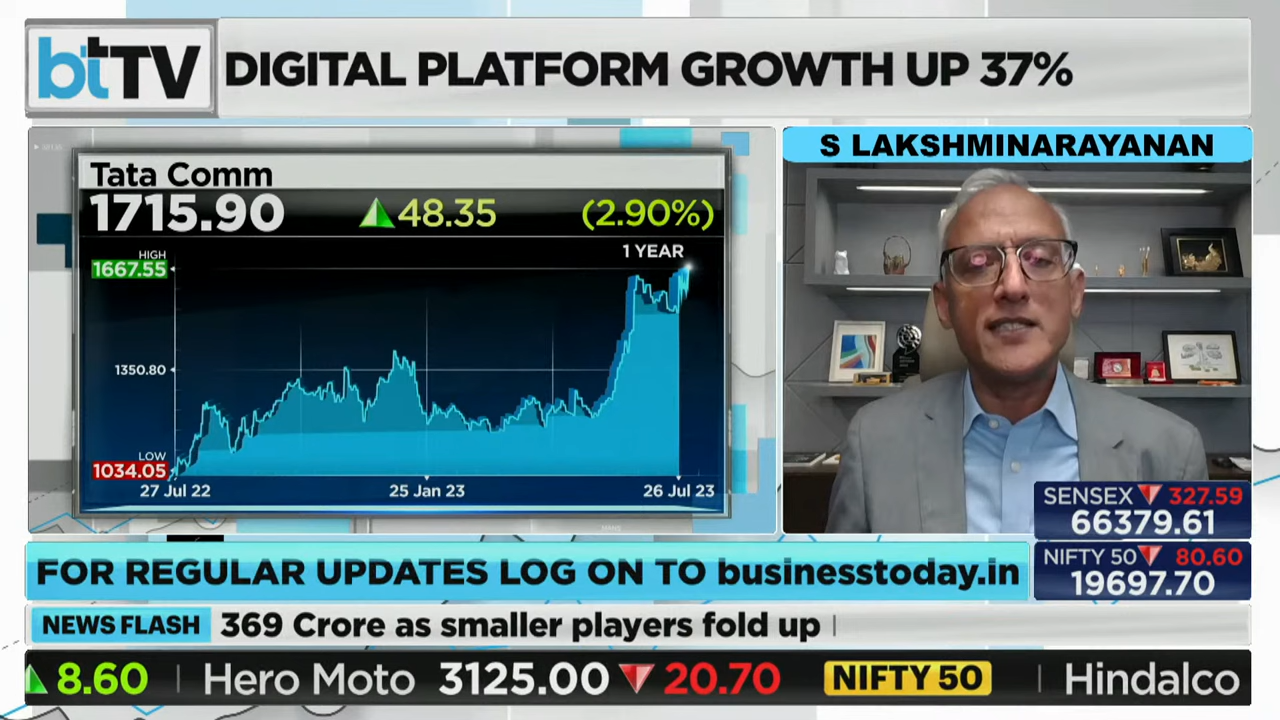 btTV
DIGITAL PLATFORM GROWTH UP 37%
Tata Comm
1715.90 ▲ 48.35 (2.90%)
1 YEAR
HIGH
1667.55
1350.80
LOW
1034.05
27 Jul 22 25 Jan 23 26 Jul 23
S LAKSHMINARAYANAN
SENSEX ▼ 327.59
66379.61
NIFTY 50 ▼ 80.60
19697.70
FOR REGULAR UPDATES LOG ON TO businesstoday.in
NEWS FLASH 369 Crore as smaller players fold up |
▲ 8.60 | Hero Moto 3125.00 ▼ 20.70 NIFTY 50 | Hindalco